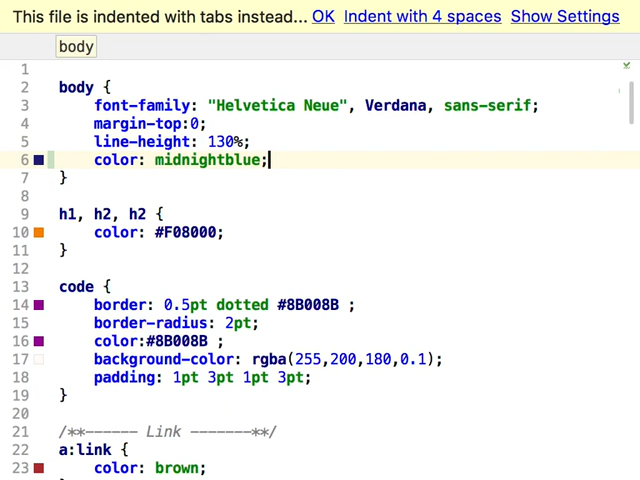 This file is indented with tabs instead... OK Indent with 4 spaces Show Settings
body
1
2 body {
3 font-family: "Helvetica Neue", Verdana, sans-serif;
4 margin-top:0;
5 line-height: 130%;
6 color: midnightblue;
7 }
8
9 h1, h2, h2 {
10 color: #F08000;
11 }
12
13 code {
14 border: 0.5pt dotted #8B008B ;
15 border-radius: 2pt;
16 color:#8B008B ;
17 background-color: rgba(255,200,180,0.1);
18 padding: 1pt 3pt 1pt 3pt;
19 }
20
21 /**------ Link -------**/
22 a:link {
23 color: brown;